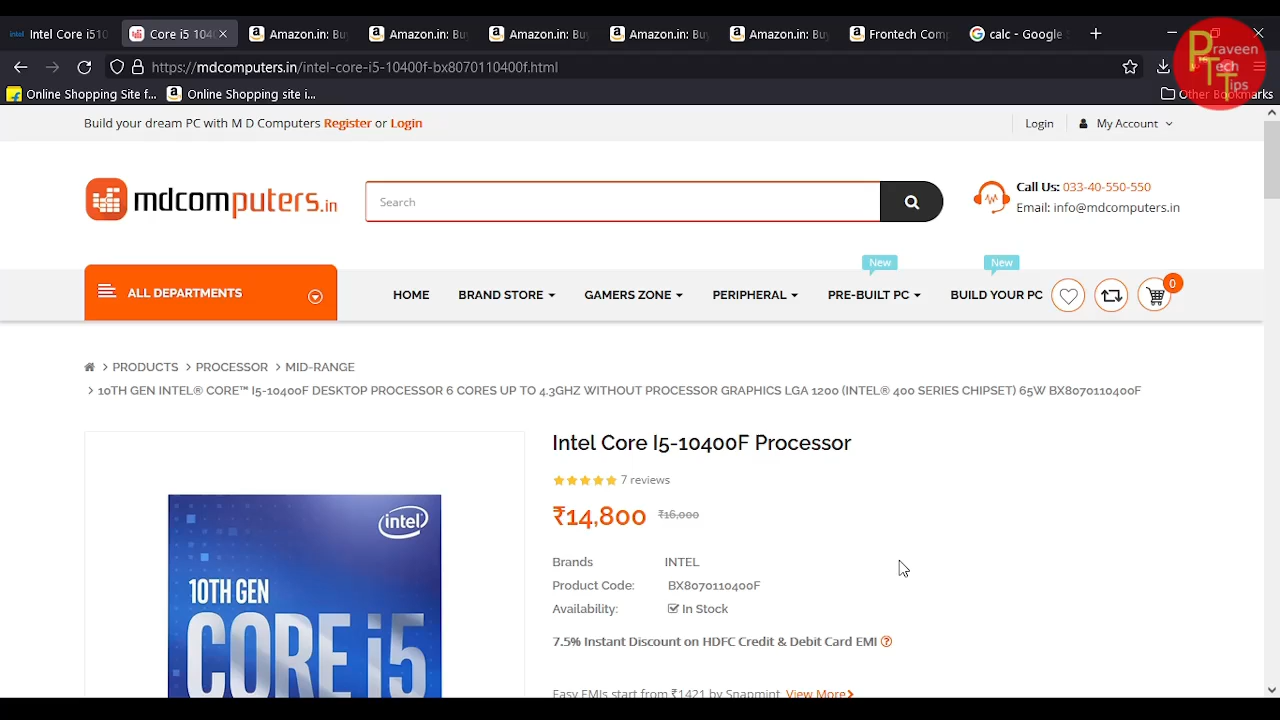 intel Intel Core i510
Core i5 104
Amazon.in: Bu
Amazon.in: Bu
Amazon.in: Bu
Amazon.in: Bu
Amazon.in: Bu
Frontech Comp
calc - Google S
https://mdcomputers.in/intel-core-i5-10400f-bx8070110400f.html
Praveen
Tech
Tips
Online Shopping Site f...
Online Shopping site i...
Other Bookmarks
Build your dream PC with M D Computers Register or Login
Login
My Account
mdcomputers.in
Search
Call Us: 033-40-550-550
Email: info@mdcomputers.in
New
New
ALL DEPARTMENTS
HOME
BRAND STORE
GAMERS ZONE
PERIPHERAL
PRE-BUILT PC
BUILD YOUR PC
0
PRODUCTS
PROCESSOR
MID-RANGE
10TH GEN INTEL® CORE™ I5-10400F DESKTOP PROCESSOR 6 CORES UP TO 4.3GHZ WITHOUT PROCESSOR GRAPHICS LGA 1200 (INTEL® 400 SERIES CHIPSET) 65W BX8070110400F
Intel Core I5-10400F Processor
7 reviews
₹14,800 ₹16,000
Brands INTEL
Product Code: BX8070110400F
Availability: In Stock
7.5% Instant Discount on HDFC Credit & Debit Card EMI
Easy EMIs start from ₹1421 by Snapmint View More
intel
10TH GEN
CORE i5